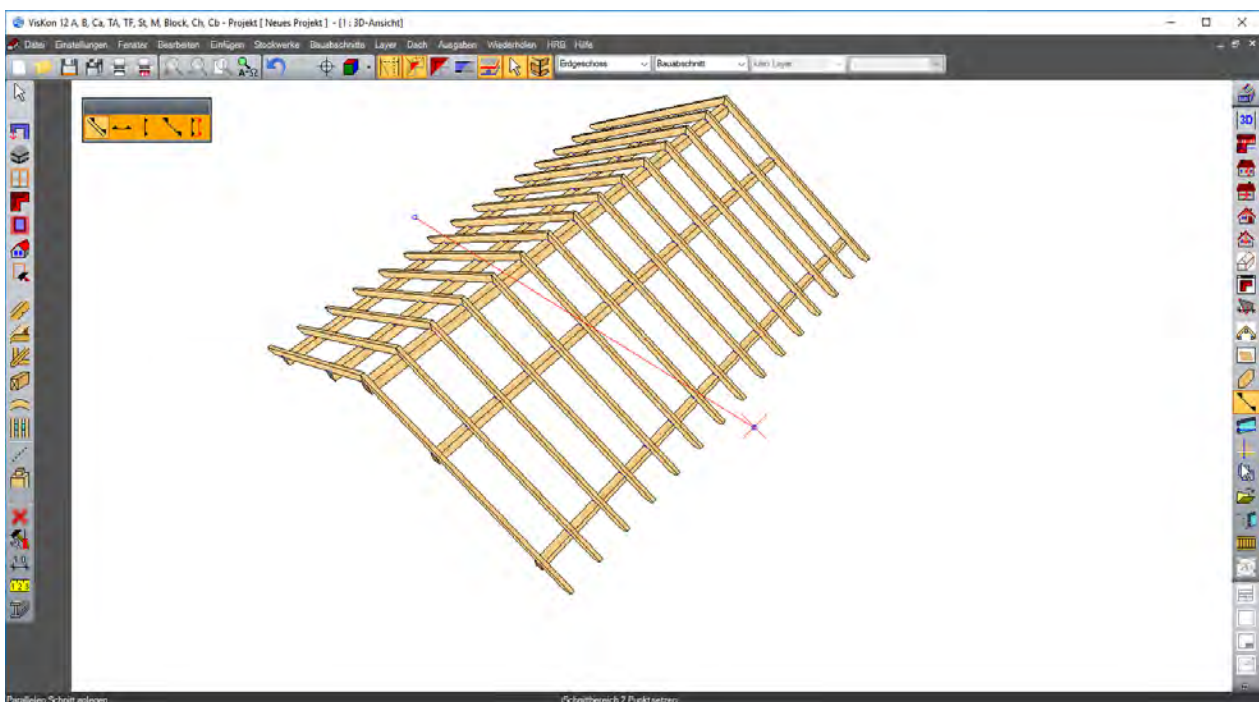 VisKon 12 A, B, Ca, TA, TF, St, M, Block, Ch, Cb - Projekt [ Neues Projekt ] - [1 : 3D-Ansicht]
Datei Einstellungen Fenster Bearbeiten Einfügen Stockwerke Bauabschnitte Layer Dach Ausgaben Wiederholen HRB Hilfe
Erdgeschoss Bauabschnitt kein Layer
3D
Parallelen Schnitt anlegen (Schnittbereich 2.Punkt setzen)